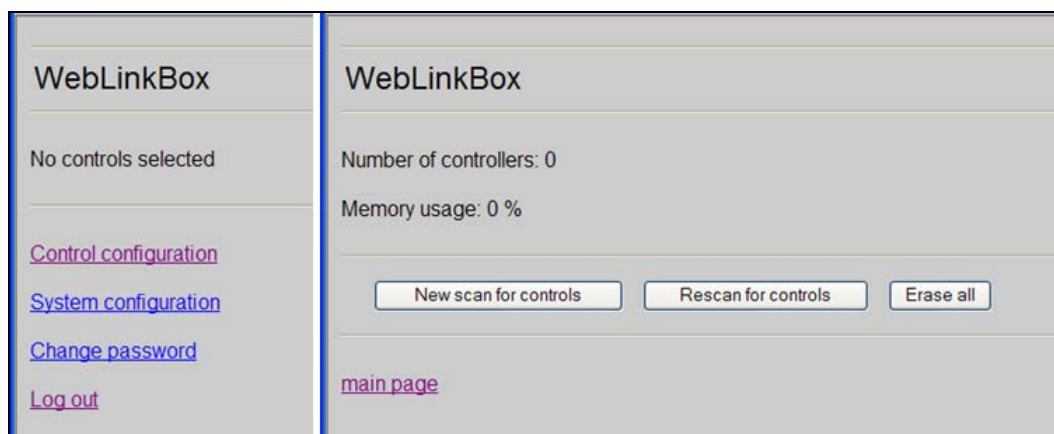 WebLinkBox
No controls selected
Control configuration
System configuration
Change password
Log out
WebLinkBox
Number of controllers: 0
Memory usage: 0 %
New scan for controls
Rescan for controls
Erase all
main page